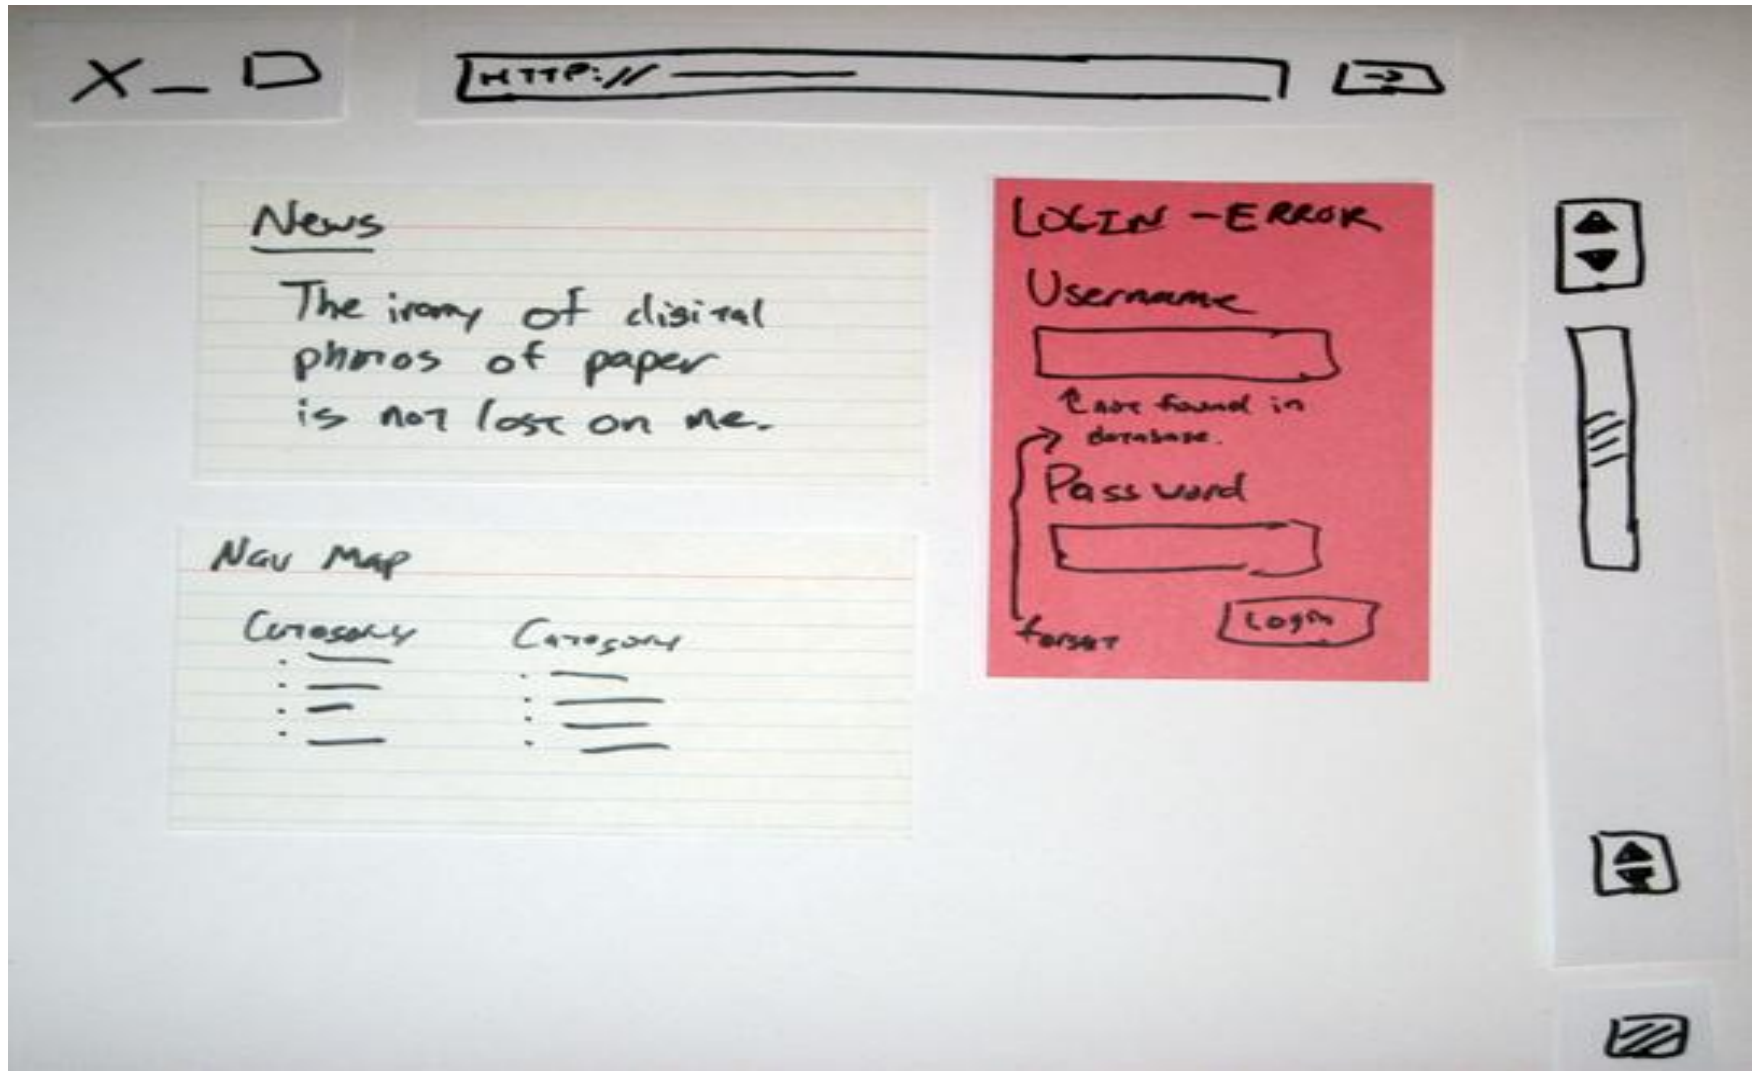 X _
HTTP://
News
The irony of digital
photos of paper
is not lost on me.
Nav Map
Category Category
LOGIN - ERROR
Username
not found in
database.
Password
forget
Login